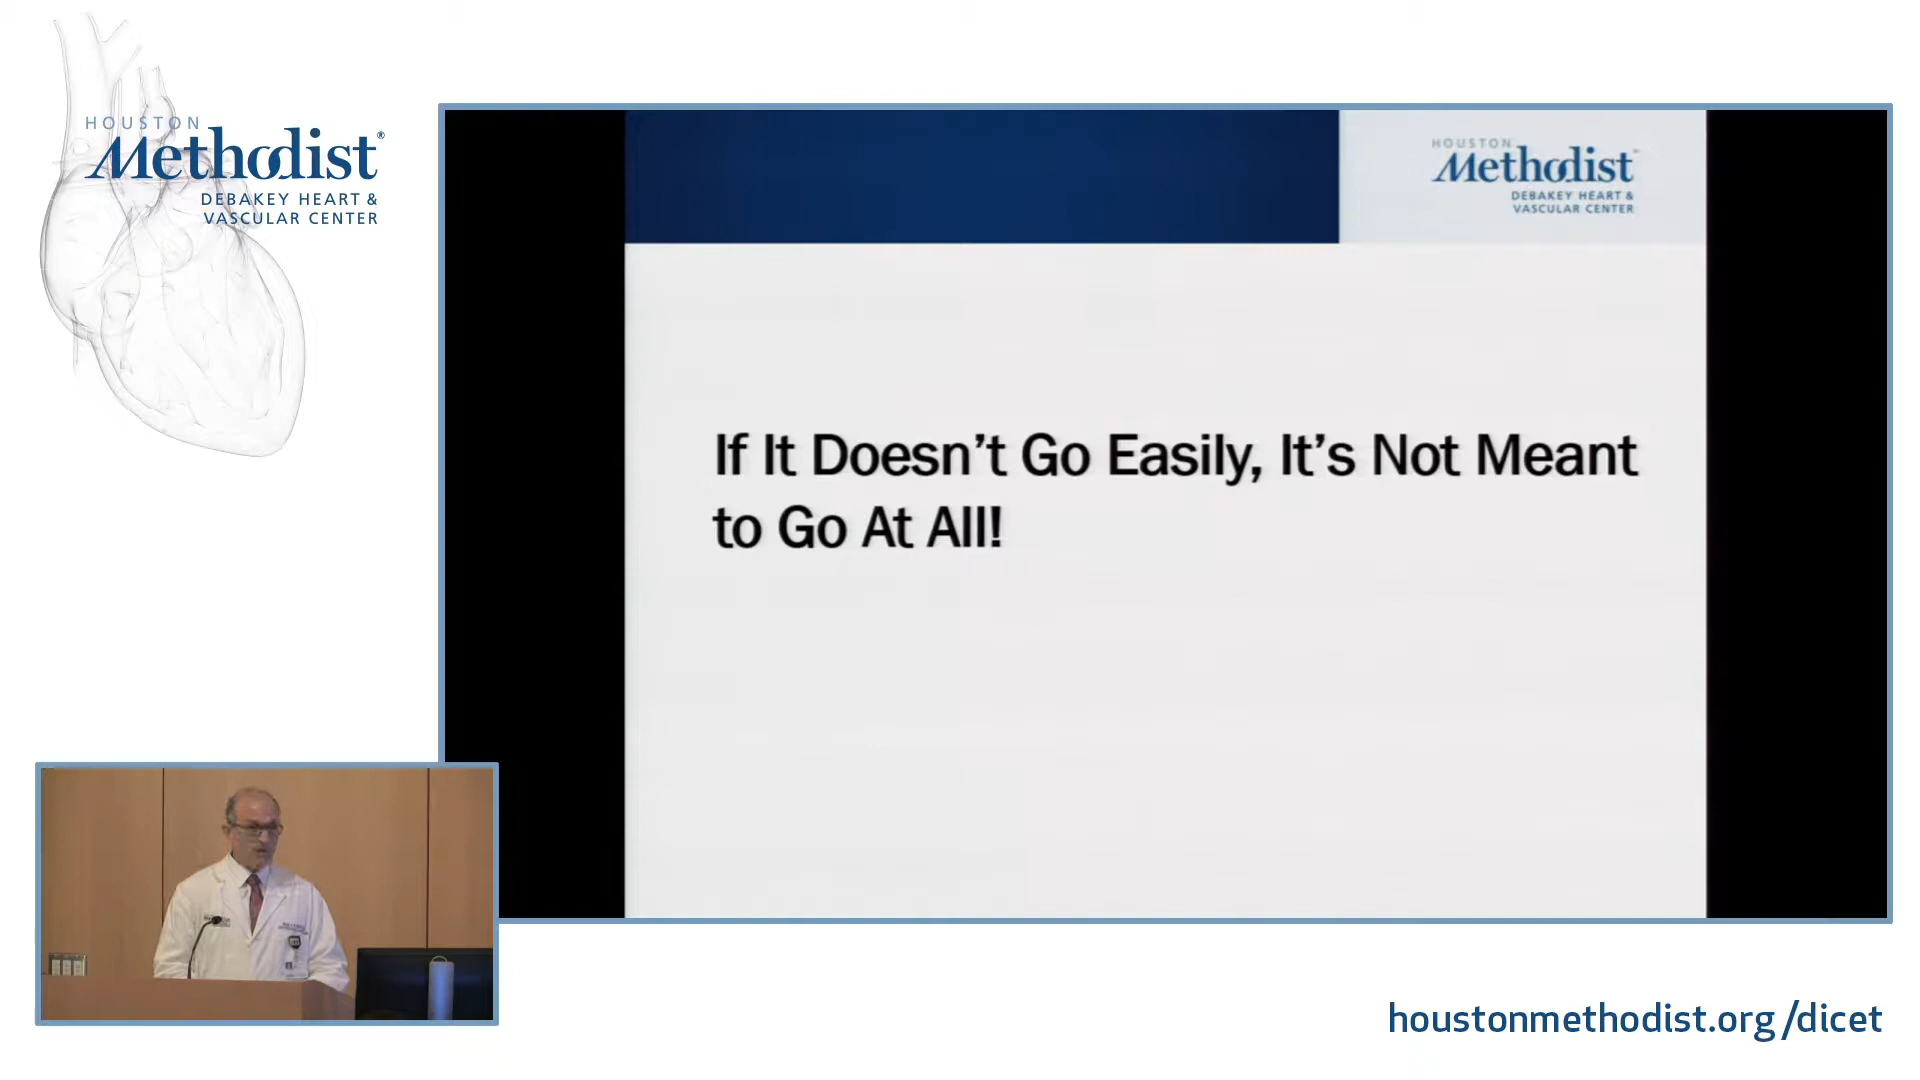 HOUSTON
Methodist®
DEBAKEY HEART &
VASCULAR CENTER
HOUSTON
Methodist
DEBAKEY HEART &
VASCULAR CENTER
If It Doesn’t Go Easily, It’s Not Meant
to Go At All!
houstonmethodist.org/dicet